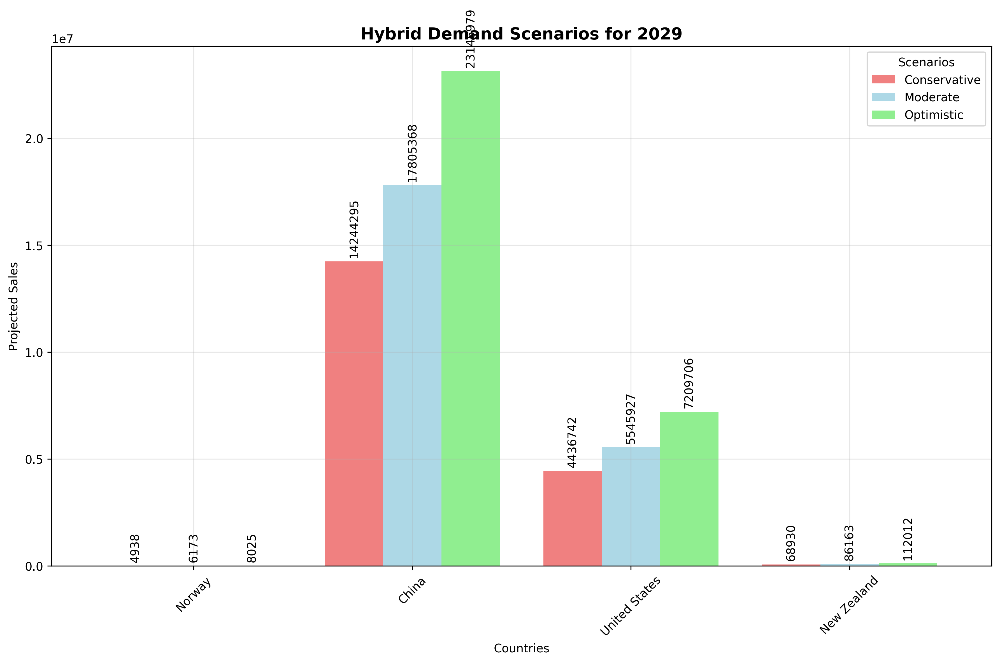 Hybrid Demand Scenarios for 2029
1e7
Scenarios
Conservative
Moderate
Optimistic
Projected Sales
2.0
1.5
1.0
0.5
0.0
4938
6173
8025
14244295
17805368
23146979
4436742
5545927
7209706
68930
86163
112012
Norway
China
United States
New Zealand
Countries